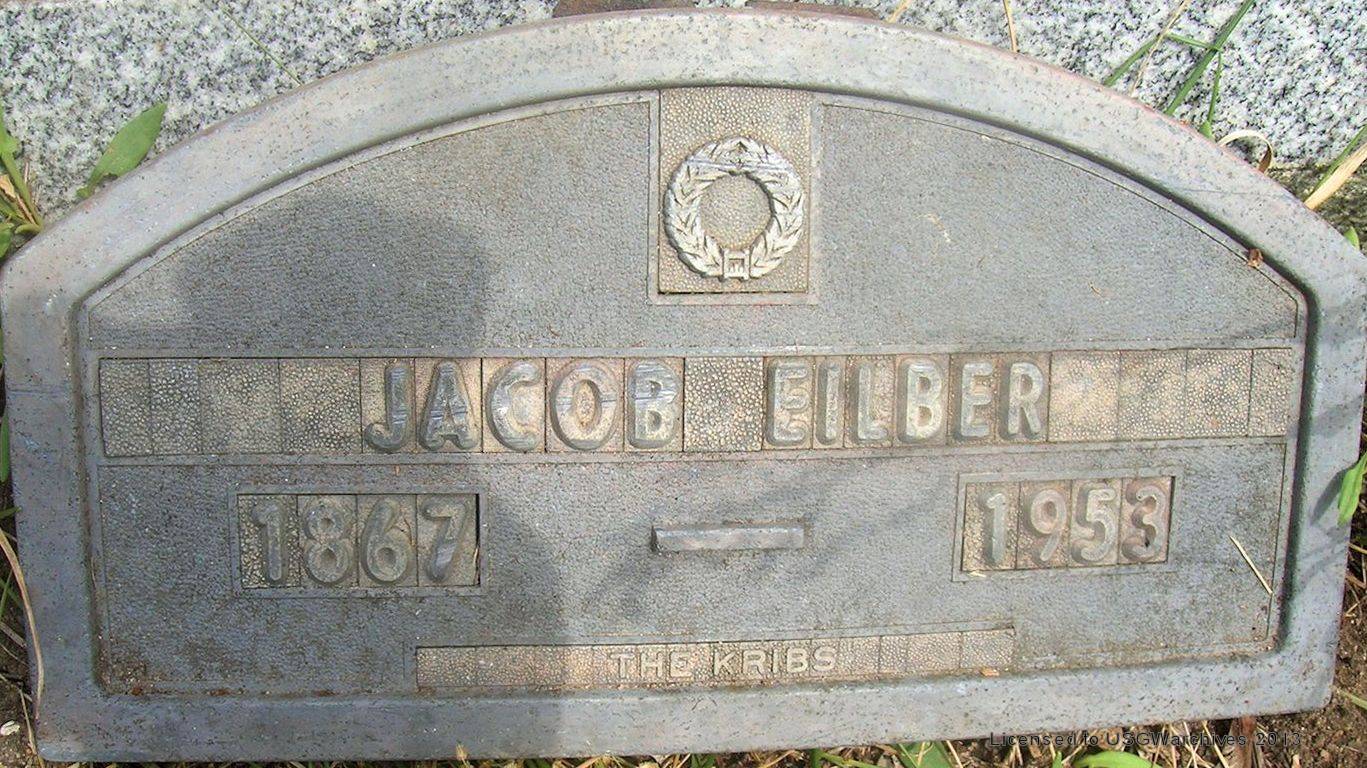 JACOB EILBER
1867 — 1953
THE KRIBS
Licensed to USGWarchives 2013